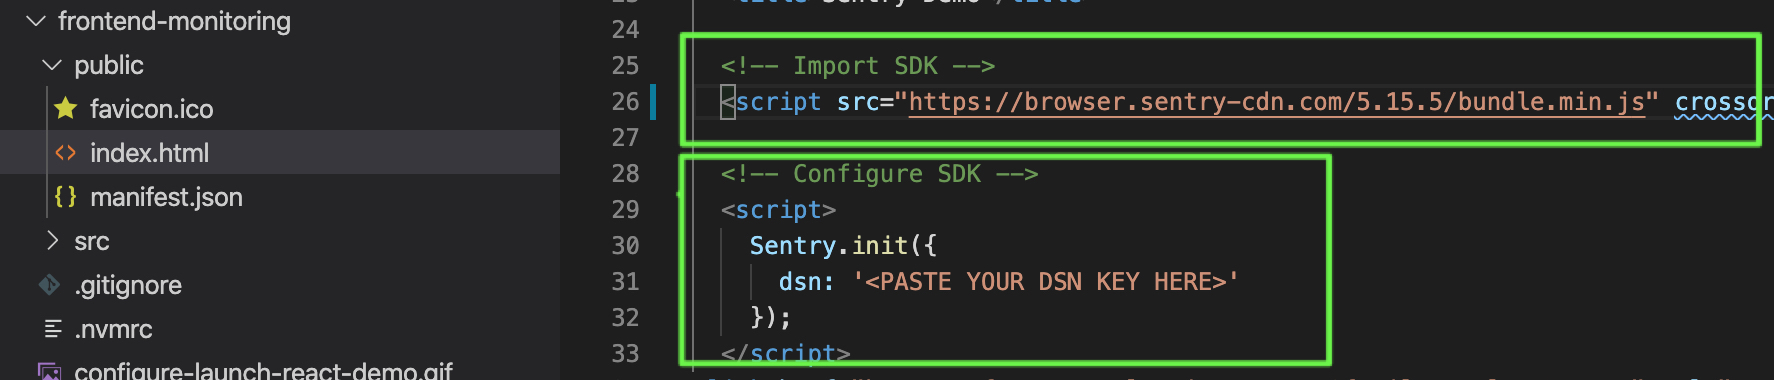 frontend-monitoring
public
favicon.ico
index.html
manifest.json
src
.gitignore
.nvmrc
configure-launch-react-demo.gif
24
25 <!-- Import SDK -->
26 <script src="https://browser.sentry-cdn.com/5.15.5/bundle.min.js" crossor
27
28 <!-- Configure SDK -->
29 <script>
30 Sentry.init({
31 dsn: '<PASTE YOUR DSN KEY HERE>'
32 });
33 </script>